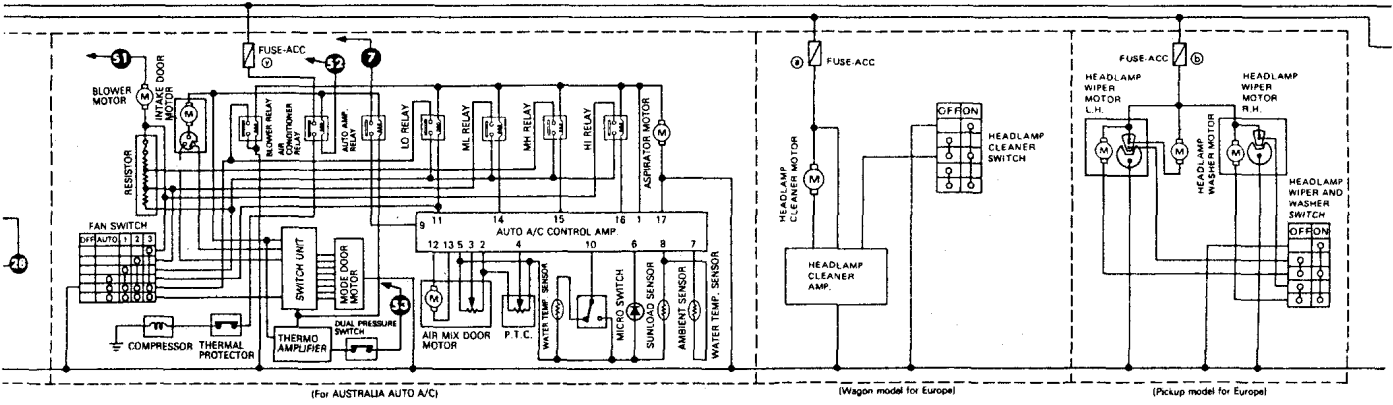 S1
FUSE-ACC
Y
S2
7
BLOWER MOTOR
INTAKE DOOR MOTOR
BLOWER RELAY
AIR CONDITIONER RELAY
AUTO AMP. RELAY
LO RELAY
ML RELAY
MH RELAY
HI RELAY
ASPIRATOR MOTOR
M
M
M
RESISTOR
FAN SWITCH
OFF AUTO 1 2 3
28
9
11
14
15
16
1
17
AUTO A/C CONTROL AMP.
12 13 5 3 2 4 10 6 8 7
SWITCH UNIT
MODE DOOR MOTOR
S3
M
AIR MIX DOOR MOTOR
P.T.C.
WATER TEMP. SENSOR
MICRO SWITCH
SUNLOAD SENSOR
AMBIENT SENSOR
WATER TEMP. SENSOR
COMPRESSOR
THERMAL PROTECTOR
THERMO AMPLIFIER
DUAL PRESSURE SWITCH
(For AUSTRALIA AUTO A/C)
a
FUSE-ACC
HEADLAMP CLEANER MOTOR
M
OFF ON
HEADLAMP
CLEANER
SWITCH
HEADLAMP
CLEANER
AMP.
(Wagon model for Europe)
FUSE-ACC
b
HEADLAMP
WIPER
MOTOR
L.H.
HEADLAMP
WIPER
MOTOR
R.H.
M
M
M
HEADLAMP WASHER MOTOR
HEADLAMP
WIPER AND
WASHER
SWITCH
OFF ON
(Pickup model for Europe)